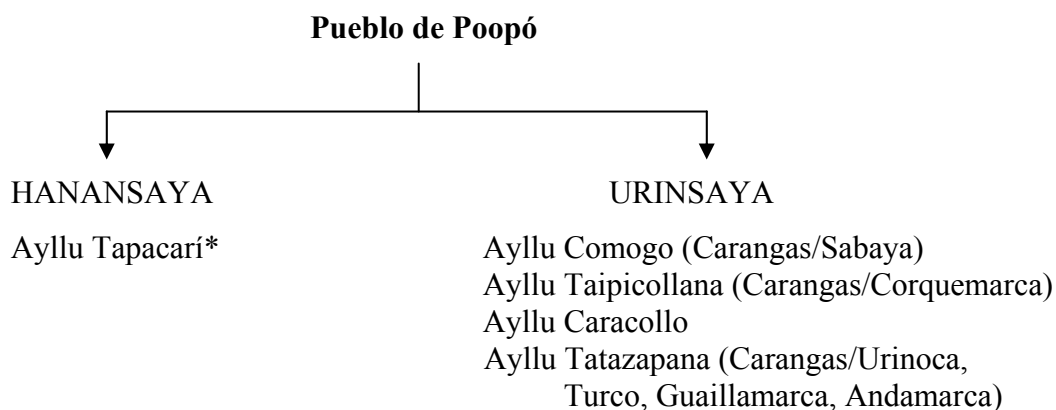 Pueblo de Poopó
HANANSAYA
Ayllu Tapacarí*
URINSAYA
Ayllu Comogo (Carangas/Sabaya)
Ayllu Taipicollana (Carangas/Corquemarca)
Ayllu Caracollo
Ayllu Tatazapana (Carangas/Urinoca,
Turco, Guaillamarca, Andamarca)